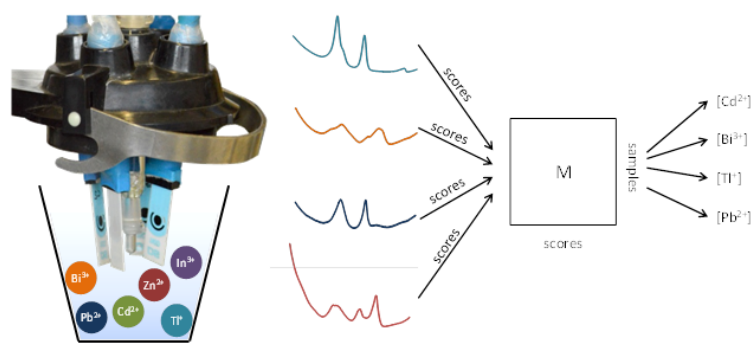 Bi³⁺
Pb²⁺
Cd²⁺
Zn²⁺
In³⁺
Tl⁺
scores
scores
scores
scores
M
samples
scores
[Cd²⁺]
[Bi³⁺]
[Tl⁺]
[Pb²⁺]